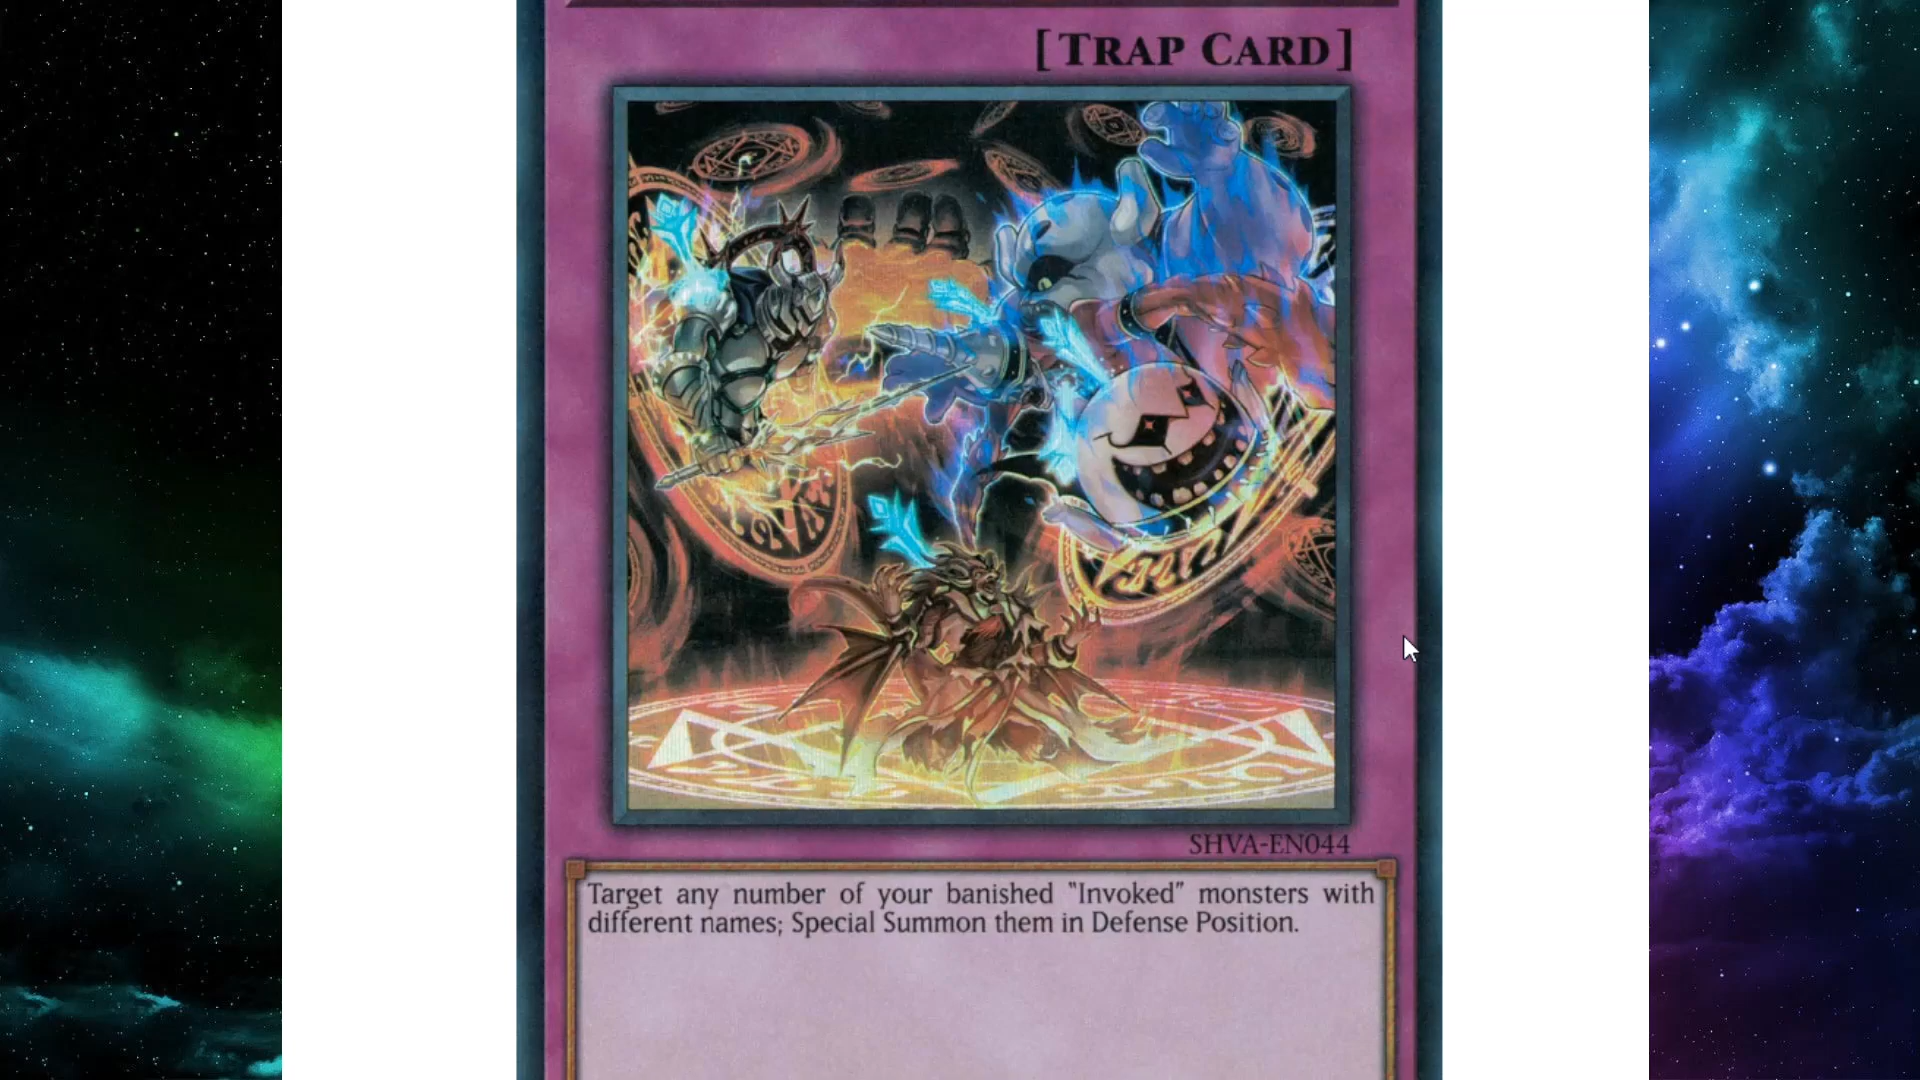 [TRAP CARD]
SHVA-EN044
Target any number of your banished "Invoked" monsters with
different names; Special Summon them in Defense Position.